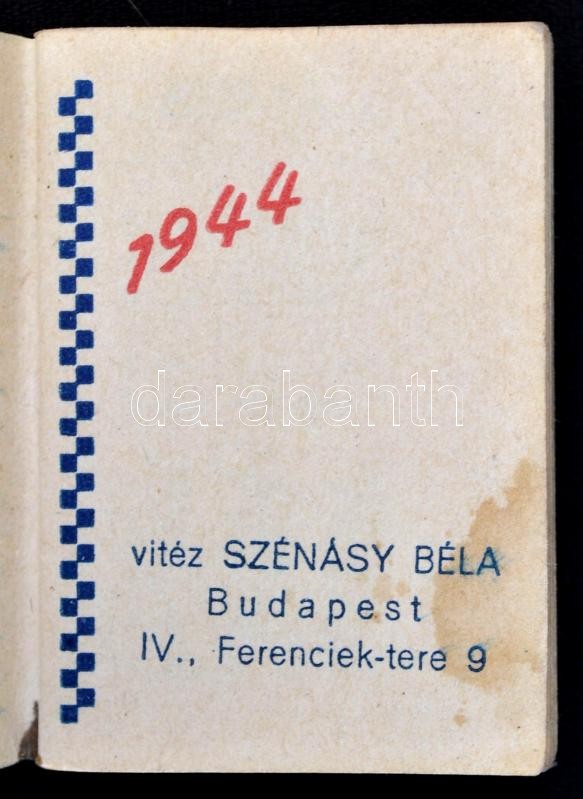 1944
darabanth
vitéz SZÉNÁSY BÉLA
Budapest
IV., Ferenciek-tere 9